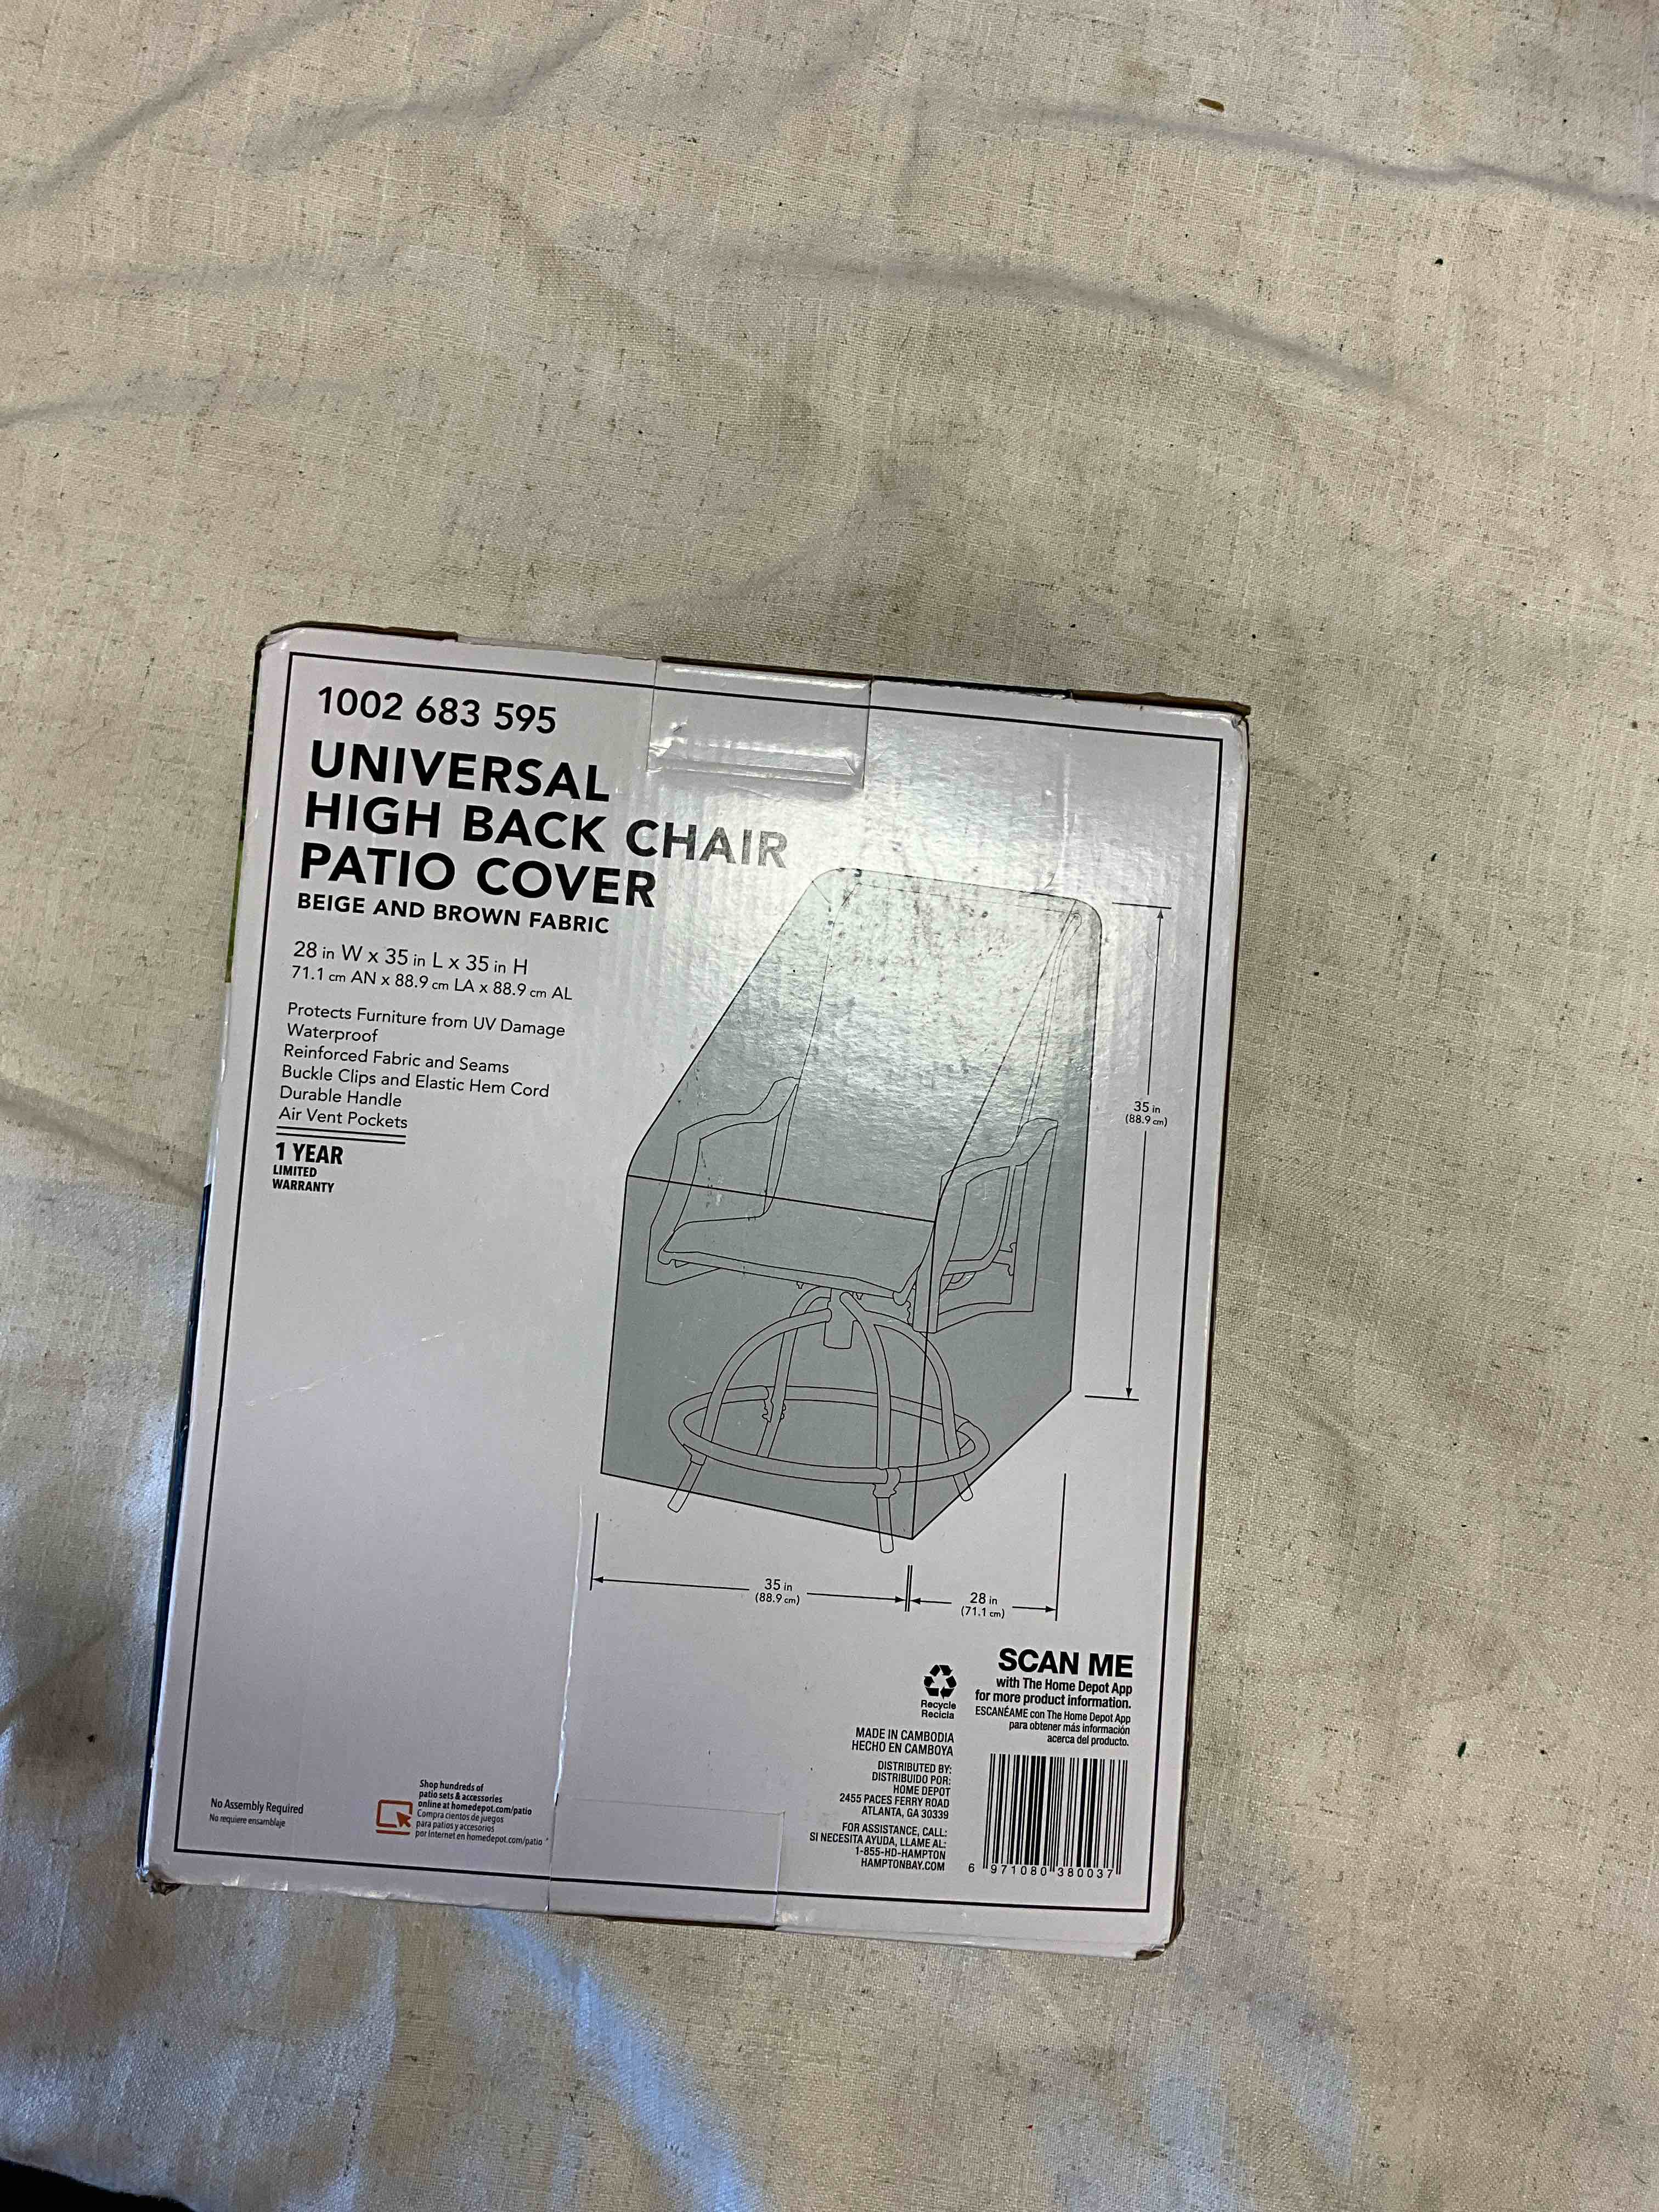 1002 683 595
UNIVERSAL
HIGH BACK CHAIR
PATIO COVER
BEIGE AND BROWN FABRIC
28 in W x 35 in L x 35 in H
71.1 cm AN x 88.9 cm LA x 88.9 cm AL
Protects Furniture from UV Damage
Waterproof
Reinforced Fabric and Seams
Buckle Clips and Elastic Hem Cord
Durable Handle
Air Vent Pockets
1 YEAR
LIMITED
WARRANTY
35 in
(88.9 cm)
35 in
(88.9 cm)
28 in
(71.1 cm)
No Assembly Required
No requiere ensamblaje
Shop hundreds of
patio sets & accessories
online at homedepot.com/patio
Compra cientos de juegos
para patios y accesorios
por Internet en homedepot.com/patio
Recycle
Recicla
MADE IN CAMBODIA
HECHO EN CAMBOYA
DISTRIBUTED BY:
DISTRIBUIDO POR:
HOME DEPOT
2455 PACES FERRY ROAD
ATLANTA, GA 30339
FOR ASSISTANCE, CALL:
SI NECESITA AYUDA, LLAME AL:
1-855-HD-HAMPTON
HAMPTONBAY.COM
SCAN ME
with The Home Depot App
for more product information.
ESCANÉAME con The Home Depot App
para obtener más información
acerca del producto.
6 971080 380037